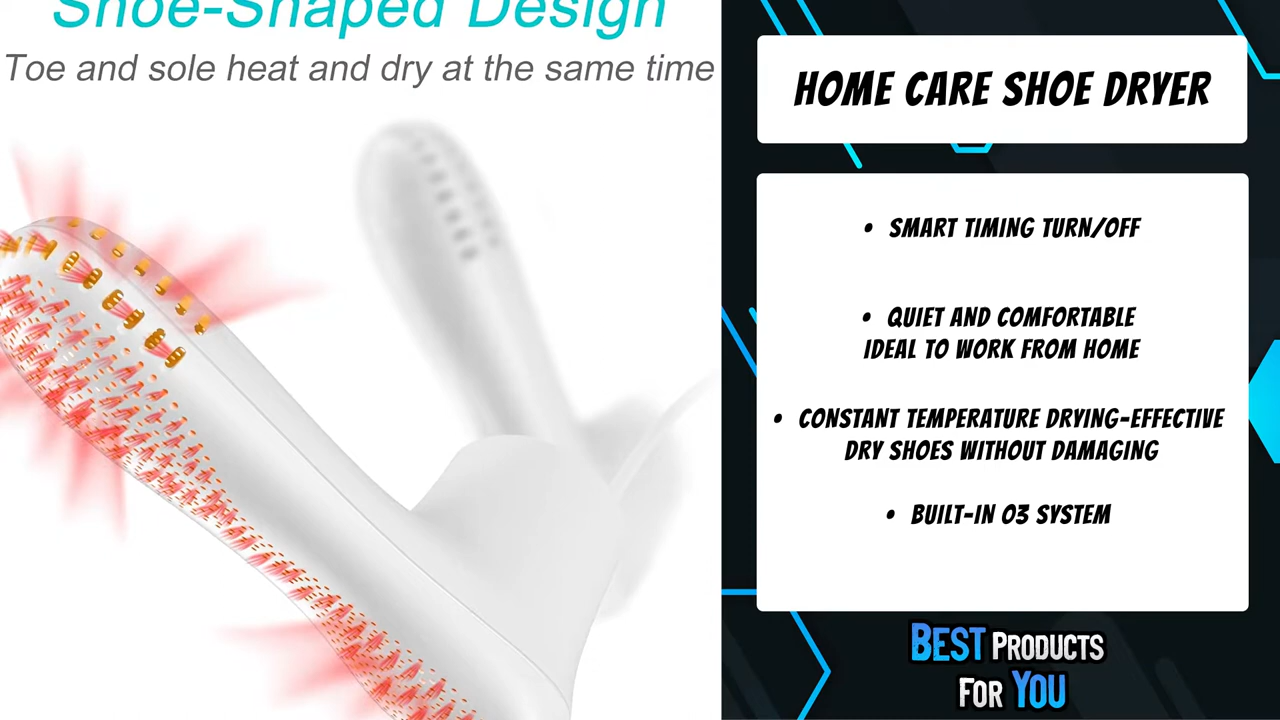 Shoe-Shaped Design
Toe and sole heat and dry at the same time
HOME CARE SHOE DRYER
• SMART TIMING TURN/OFF
• QUIET AND COMFORTABLE
IDEAL TO WORK FROM HOME
• CONSTANT TEMPERATURE DRYING-EFFECTIVE
DRY SHOES WITHOUT DAMAGING
• BUILT-IN O3 SYSTEM
BEST PRODUCTS
FOR YOU